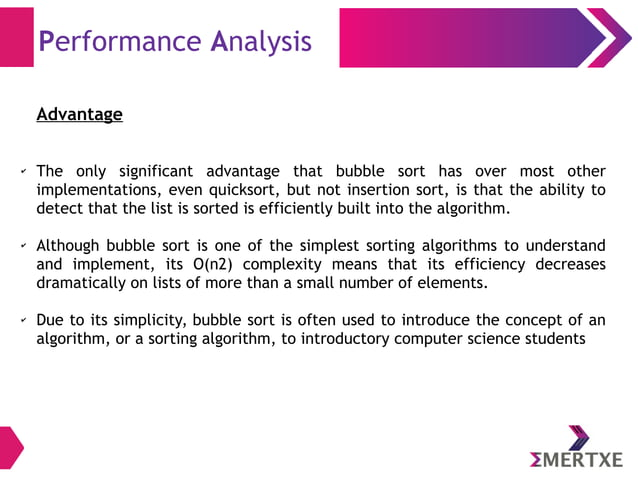 Performance Analysis
Advantage
✔ The only significant advantage that bubble sort has over most other
implementations, even quicksort, but not insertion sort, is that the ability to
detect that the list is sorted is efficiently built into the algorithm.
✔ Although bubble sort is one of the simplest sorting algorithms to understand
and implement, its O(n2) complexity means that its efficiency decreases
dramatically on lists of more than a small number of elements.
✔ Due to its simplicity, bubble sort is often used to introduce the concept of an
algorithm, or a sorting algorithm, to introductory computer science students
ΣMERTXE